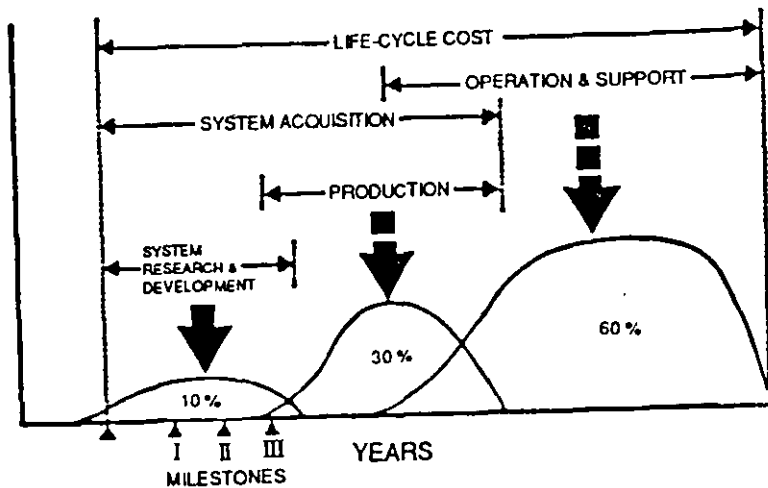 LIFE-CYCLE COST
OPERATION & SUPPORT
SYSTEM ACQUISITION
PRODUCTION
SYSTEM
RESEARCH &
DEVELOPMENT
60 %
30 %
10 %
I II III YEARS
MILESTONES